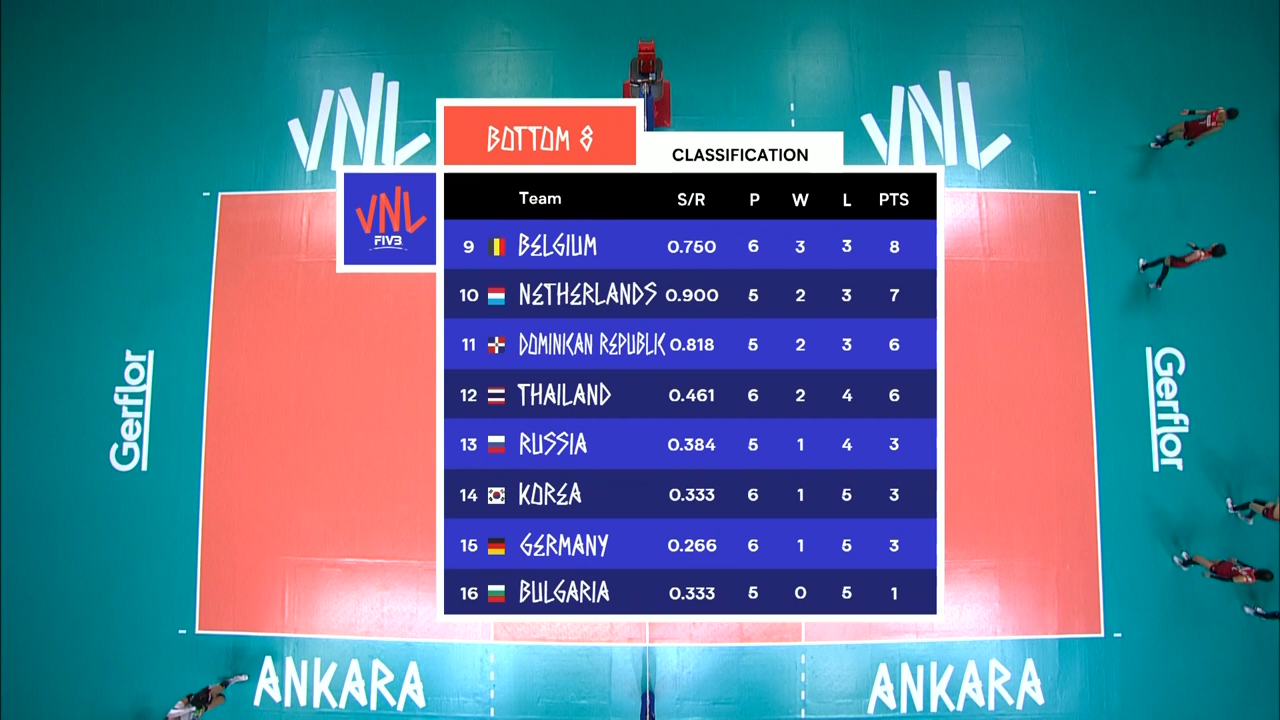 VNL
VNL
BOTTOM 8
CLASSIFICATION
VNL
FIVB
Team S/R P W L PTS
9 BELGIUM 0.750 6 3 3 8
10 NETHERLANDS 0.900 5 2 3 7
11 DOMINICAN REPUBLIC 0.818 5 2 3 6
12 THAILAND 0.461 6 2 4 6
13 RUSSIA 0.384 5 1 4 3
14 KOREA 0.333 6 1 5 3
15 GERMANY 0.266 6 1 5 3
16 BULGARIA 0.333 5 0 5 1
Gerflor
Gerflor
ANKARA
ANKARA